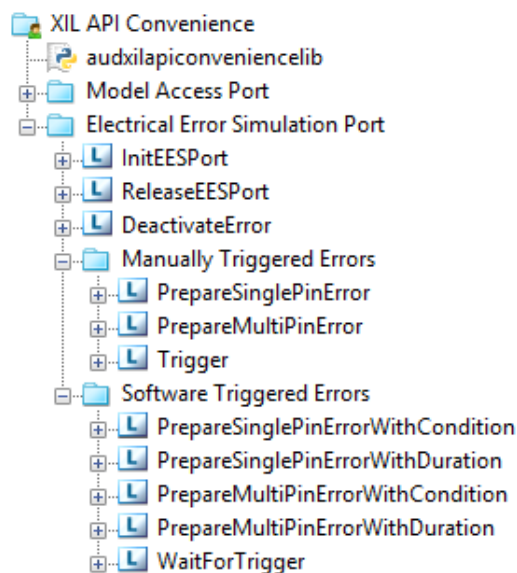 XIL API Convenience
audxilapiconveniencelib
Model Access Port
Electrical Error Simulation Port
InitEESPort
ReleaseEESPort
DeactivateError
Manually Triggered Errors
PrepareSinglePinError
PrepareMultiPinError
Trigger
Software Triggered Errors
PrepareSinglePinErrorWithCondition
PrepareSinglePinErrorWithDuration
PrepareMultiPinErrorWithCondition
PrepareMultiPinErrorWithDuration
WaitForTrigger